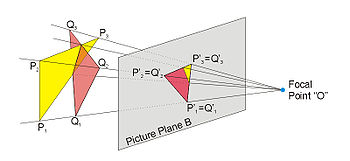 Q₃
P₃
P₂
Q₂
P₁
Q₁
P'₃=Q'₃
P'₂=Q'₂
P'₁=Q'₁
Picture Plane B
Focal
Point "O"